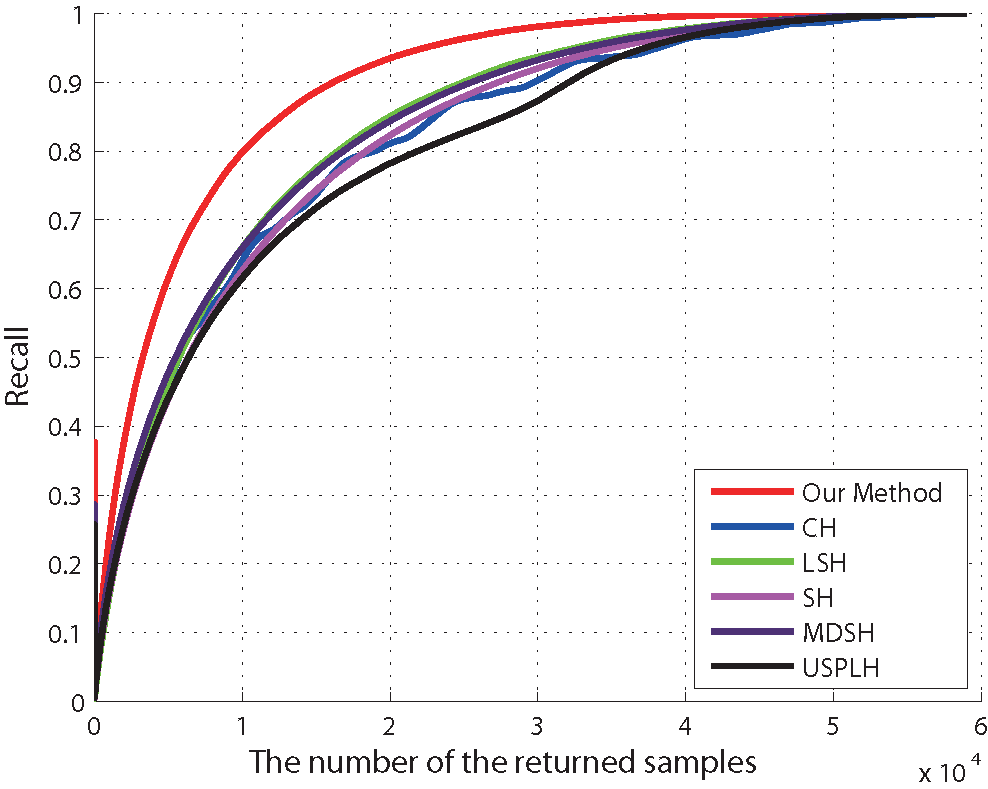 1
0.9
0.8
0.7
0.6
0.5
0.4
0.3
0.2
0.1
0
Recall
Our Method
CH
LSH
SH
MDSH
USPLH
0 1 2 3 4 5 6
The number of the returned samples
x 10^4